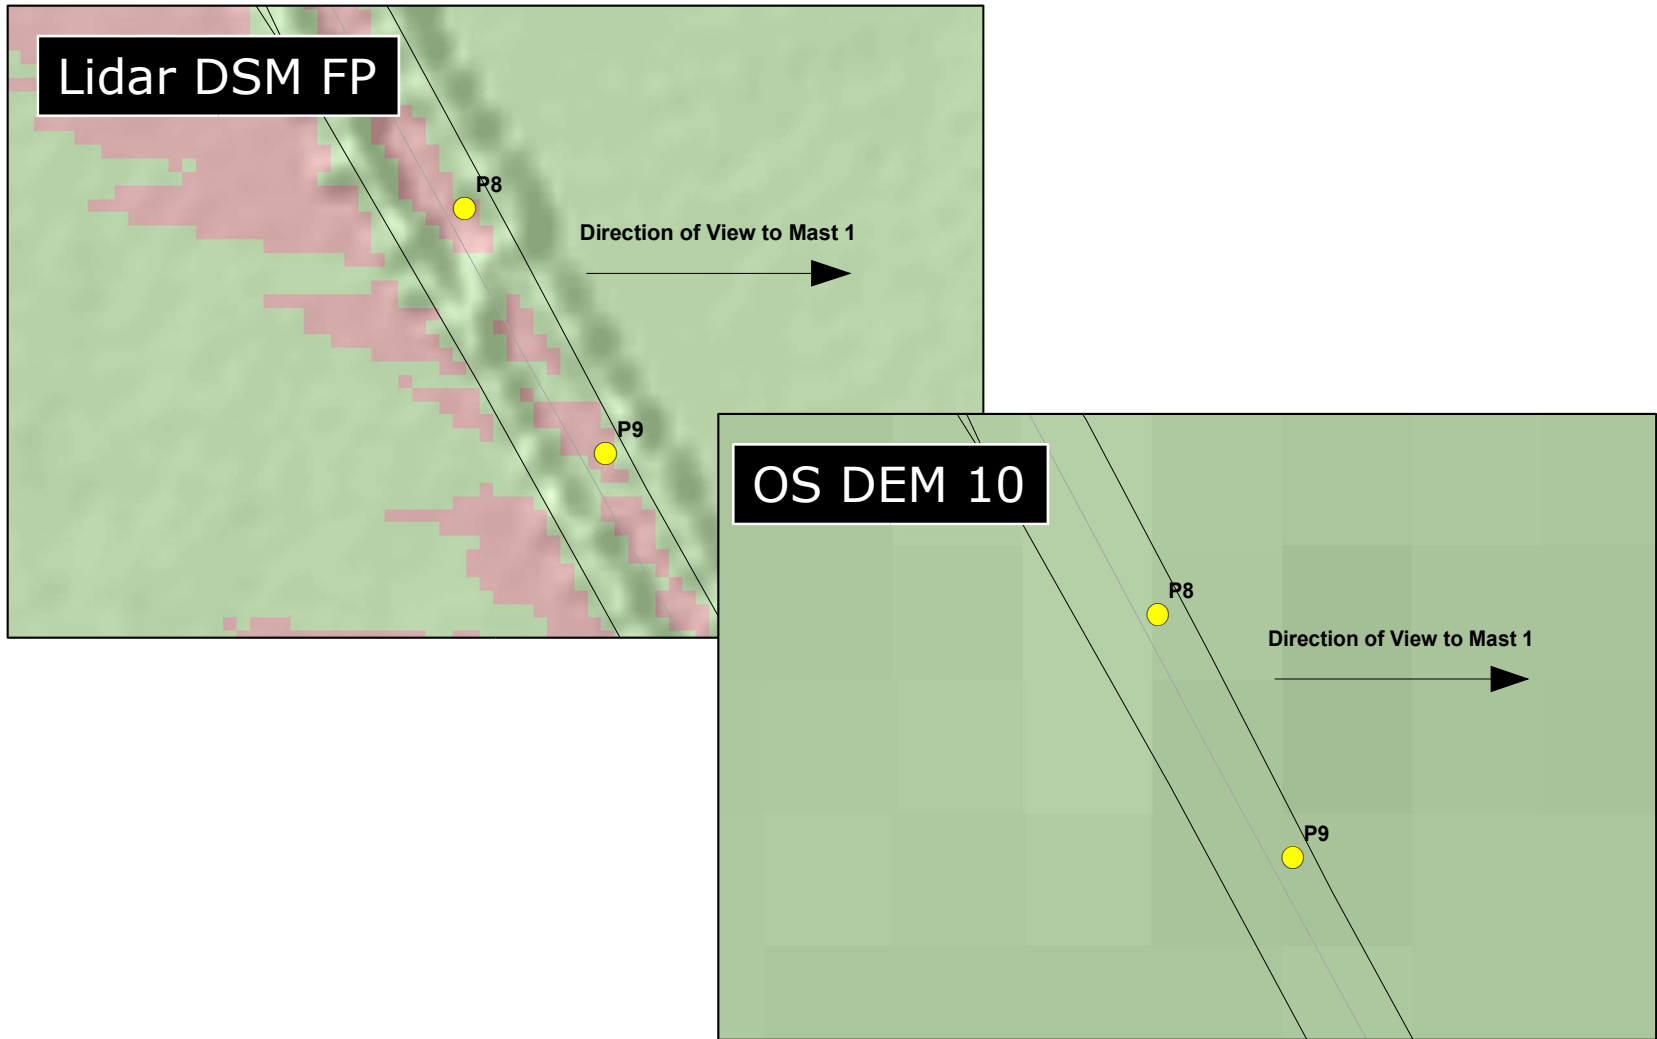 Lidar DSM FP
P8
Direction of View to Mast 1
P9
OS DEM 10
P8
Direction of View to Mast 1
P9